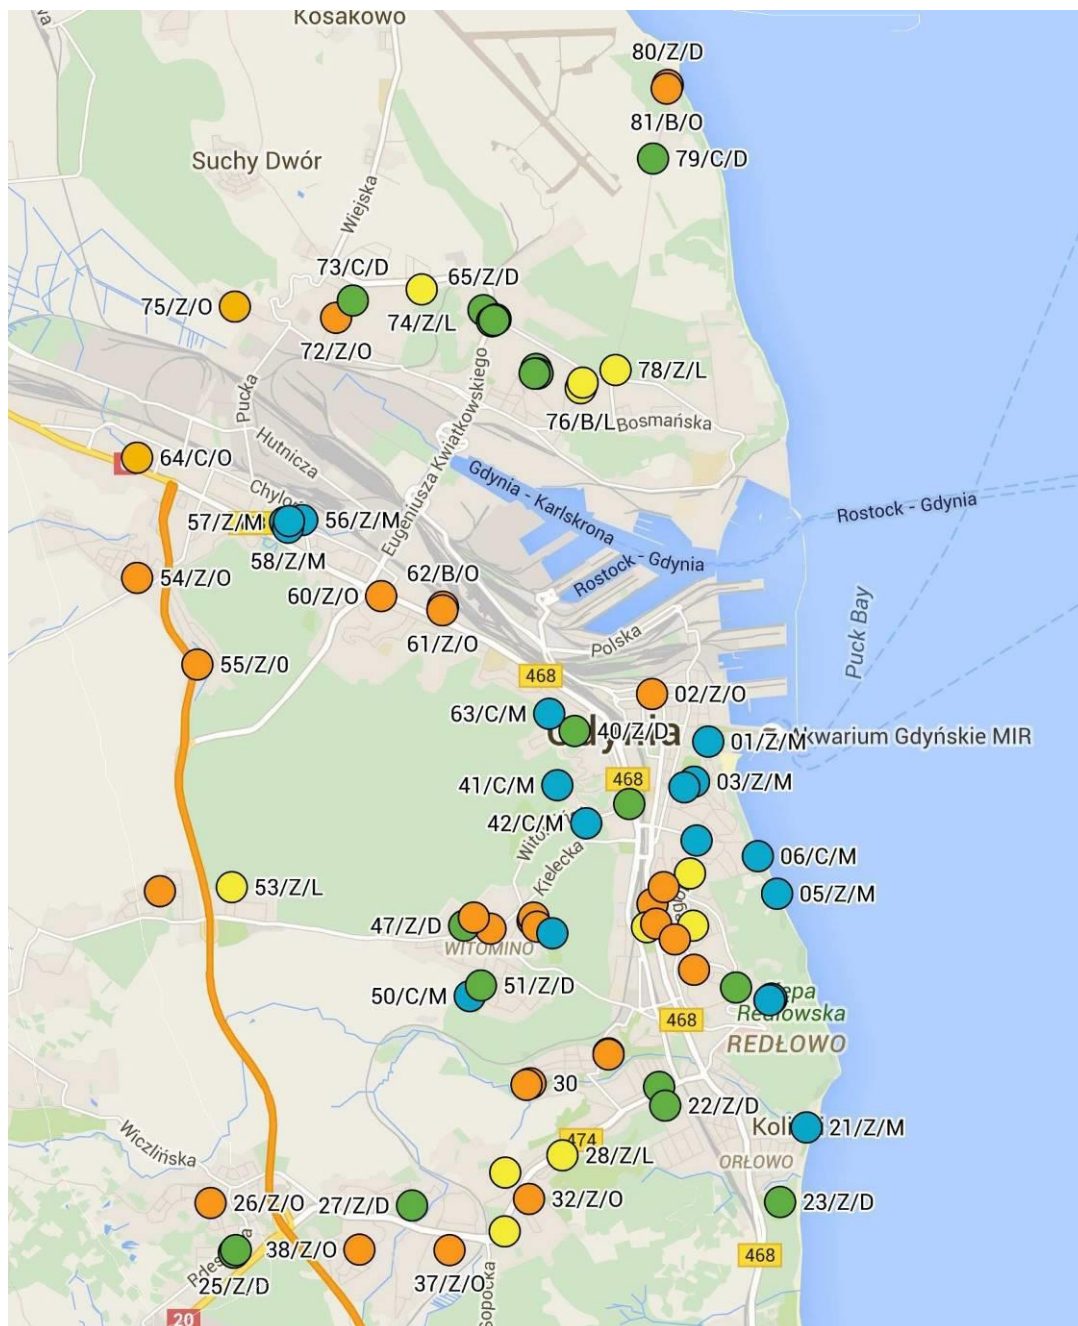 Kosakowo
80/Z/D
81/B/O
79/C/D
Suchy Dwór
Wiejska
73/C/D
65/Z/D
75/Z/O
74/Z/L
72/Z/O
78/Z/L
76/B/L
Bosmańska
Pucka
Hutnicza
Eugeniusza Kwiatkowskiego
64/C/O
Gdynia - Karlskrona
Rostock - Gdynia
57/Z/M
56/Z/M
58/Z/M
Rostock - Gdynia
54/Z/O
60/Z/O
62/B/O
61/Z/O
Polska
Puck Bay
55/Z/0
468
02/Z/O
63/C/M
40/Z/D
Gdynia
01/Z/M
Akwarium Gdyńskie MIR
41/C/M
468
03/Z/M
42/C/M
Kielecka
06/C/M
53/Z/L
05/Z/M
47/Z/D
WITOMINO
51/Z/D
50/C/M
Redłowska
468
REDŁOWO
30
22/Z/D
Wiczlińska
474
21/Z/M
28/Z/L
ORŁOWO
26/Z/O
27/Z/D
32/Z/O
23/Z/D
38/Z/O
37/Z/O
468
25/Z/D
Sopocka
20